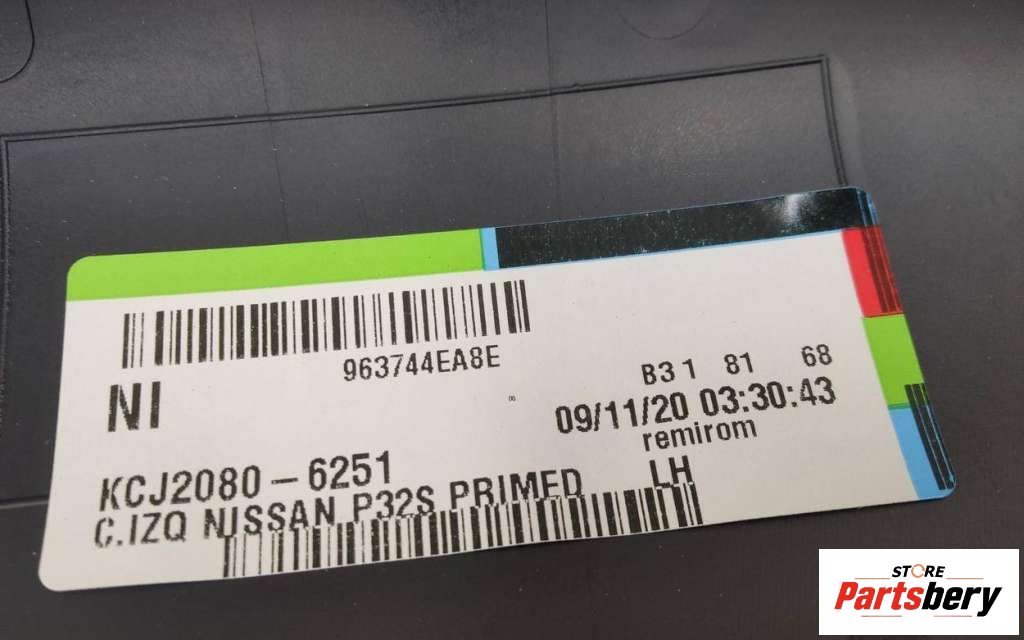 963744EA8E
NI
B31 81 68
09/11/20 03:30:43
remirom
KCJ2080-6251
LH
C.IZQ NISSAN P32S PRIMED
STORE
Partsbery